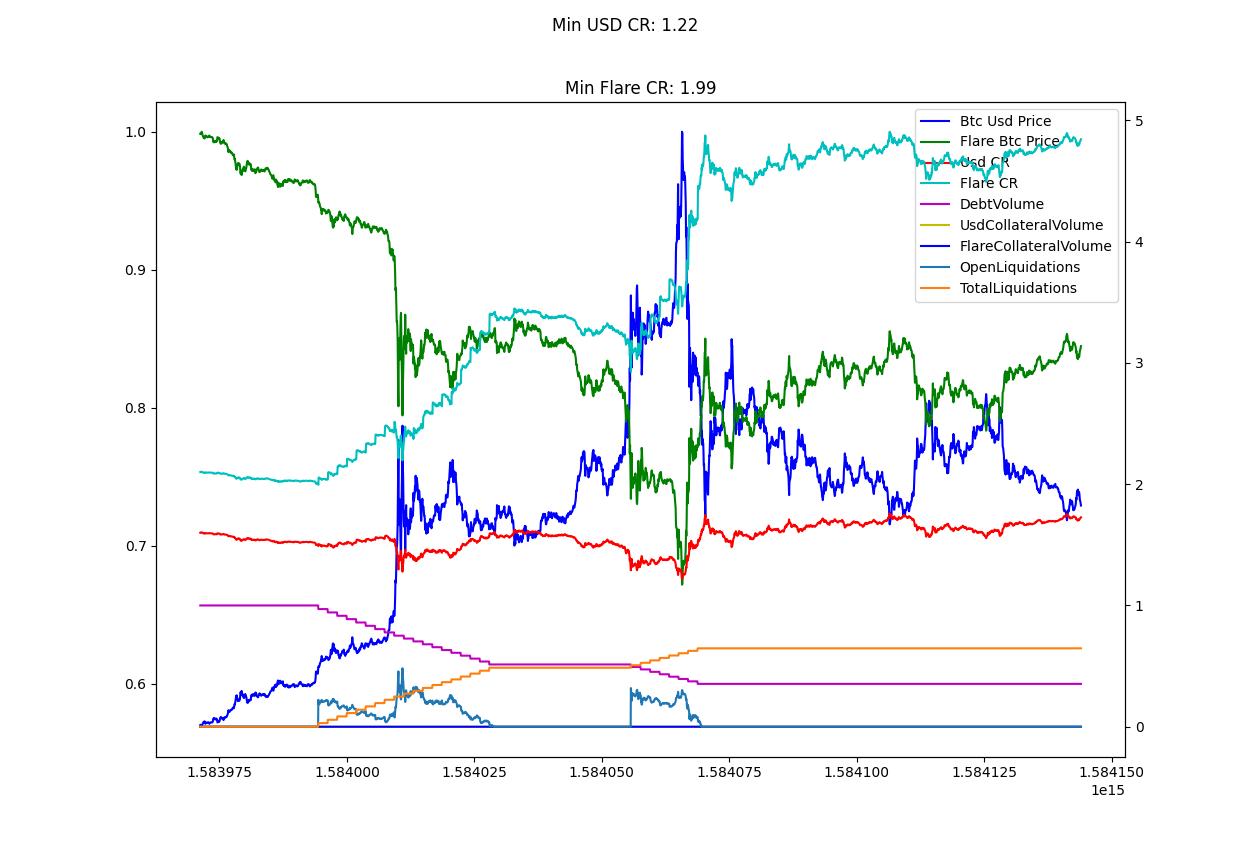 Min USD CR: 1.22
Min Flare CR: 1.99
Btc Usd Price
Flare Btc Price
Usd CR
Flare CR
DebtVolume
UsdCollateralVolume
FlareCollateralVolume
OpenLiquidations
TotalLiquidations
1.0
0.9
0.8
0.7
0.6
5
4
3
2
1
0
1.583975 1.584000 1.584025 1.584050 1.584075 1.584100 1.584125 1.584150
1e15